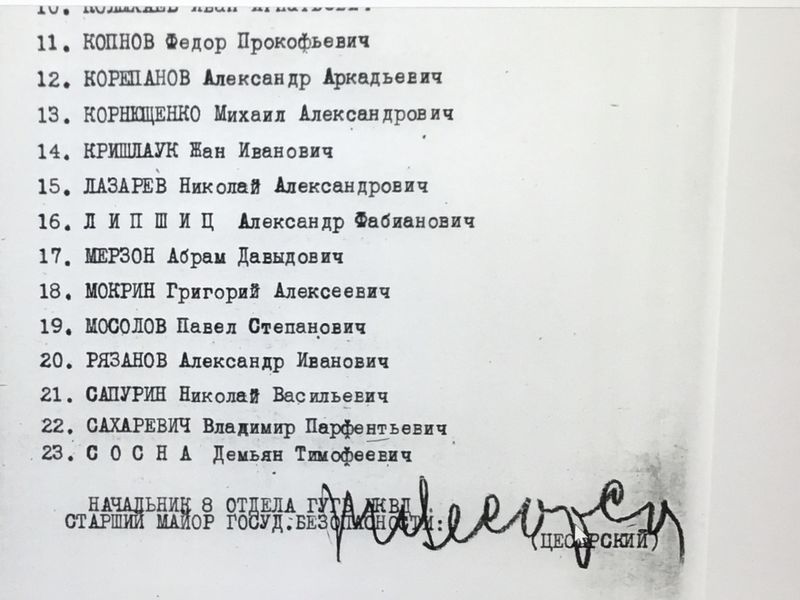 10.
11. КОПНОВ Федор Прокофьевич
12. КОРЕПАНОВ Александр Аркадьевич
13. КОРНЮЩЕНКО Михаил Александрович
14. КРИШЛАУК Жан Иванович
15. ЛАЗАРЕВ Николай Александрович
16. Л И П Ш И Ц Александр Фабианович
17. МЕРЗОН Абрам Давыдович
18. МОКРИН Григорий Алексеевич
19. МОСОЛОВ Павел Степанович
20. РЯЗАНОВ Александр Иванович
21. САПУРИН Николай Васильевич
22. САХАРЕВИЧ Владимир Парфентьевич
23. С О С Н А Демьян Тимофеевич
НАЧАЛЬНИК 8 ОТДЕЛА ГУГБ НКВД
СТАРШИЙ МАЙОР ГОСУД.БЕЗОПАСНОСТИ:
(ЦЕСАРСКИЙ)